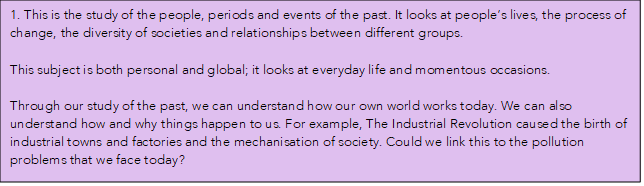 1. This is the study of the people, periods and events of the past. It looks at people's lives, the process of
change, the diversity of societies and relationships between different groups.
This subject is both personal and global; it looks at everyday life and momentous occasions.
Through our study of the past, we can understand how our own world works today. We can also
understand how and why things happen to us. For example, The Industrial Revolution caused the birth of
industrial towns and factories and the mechanisation of society. Could we link this to the pollution
problems that we face today?